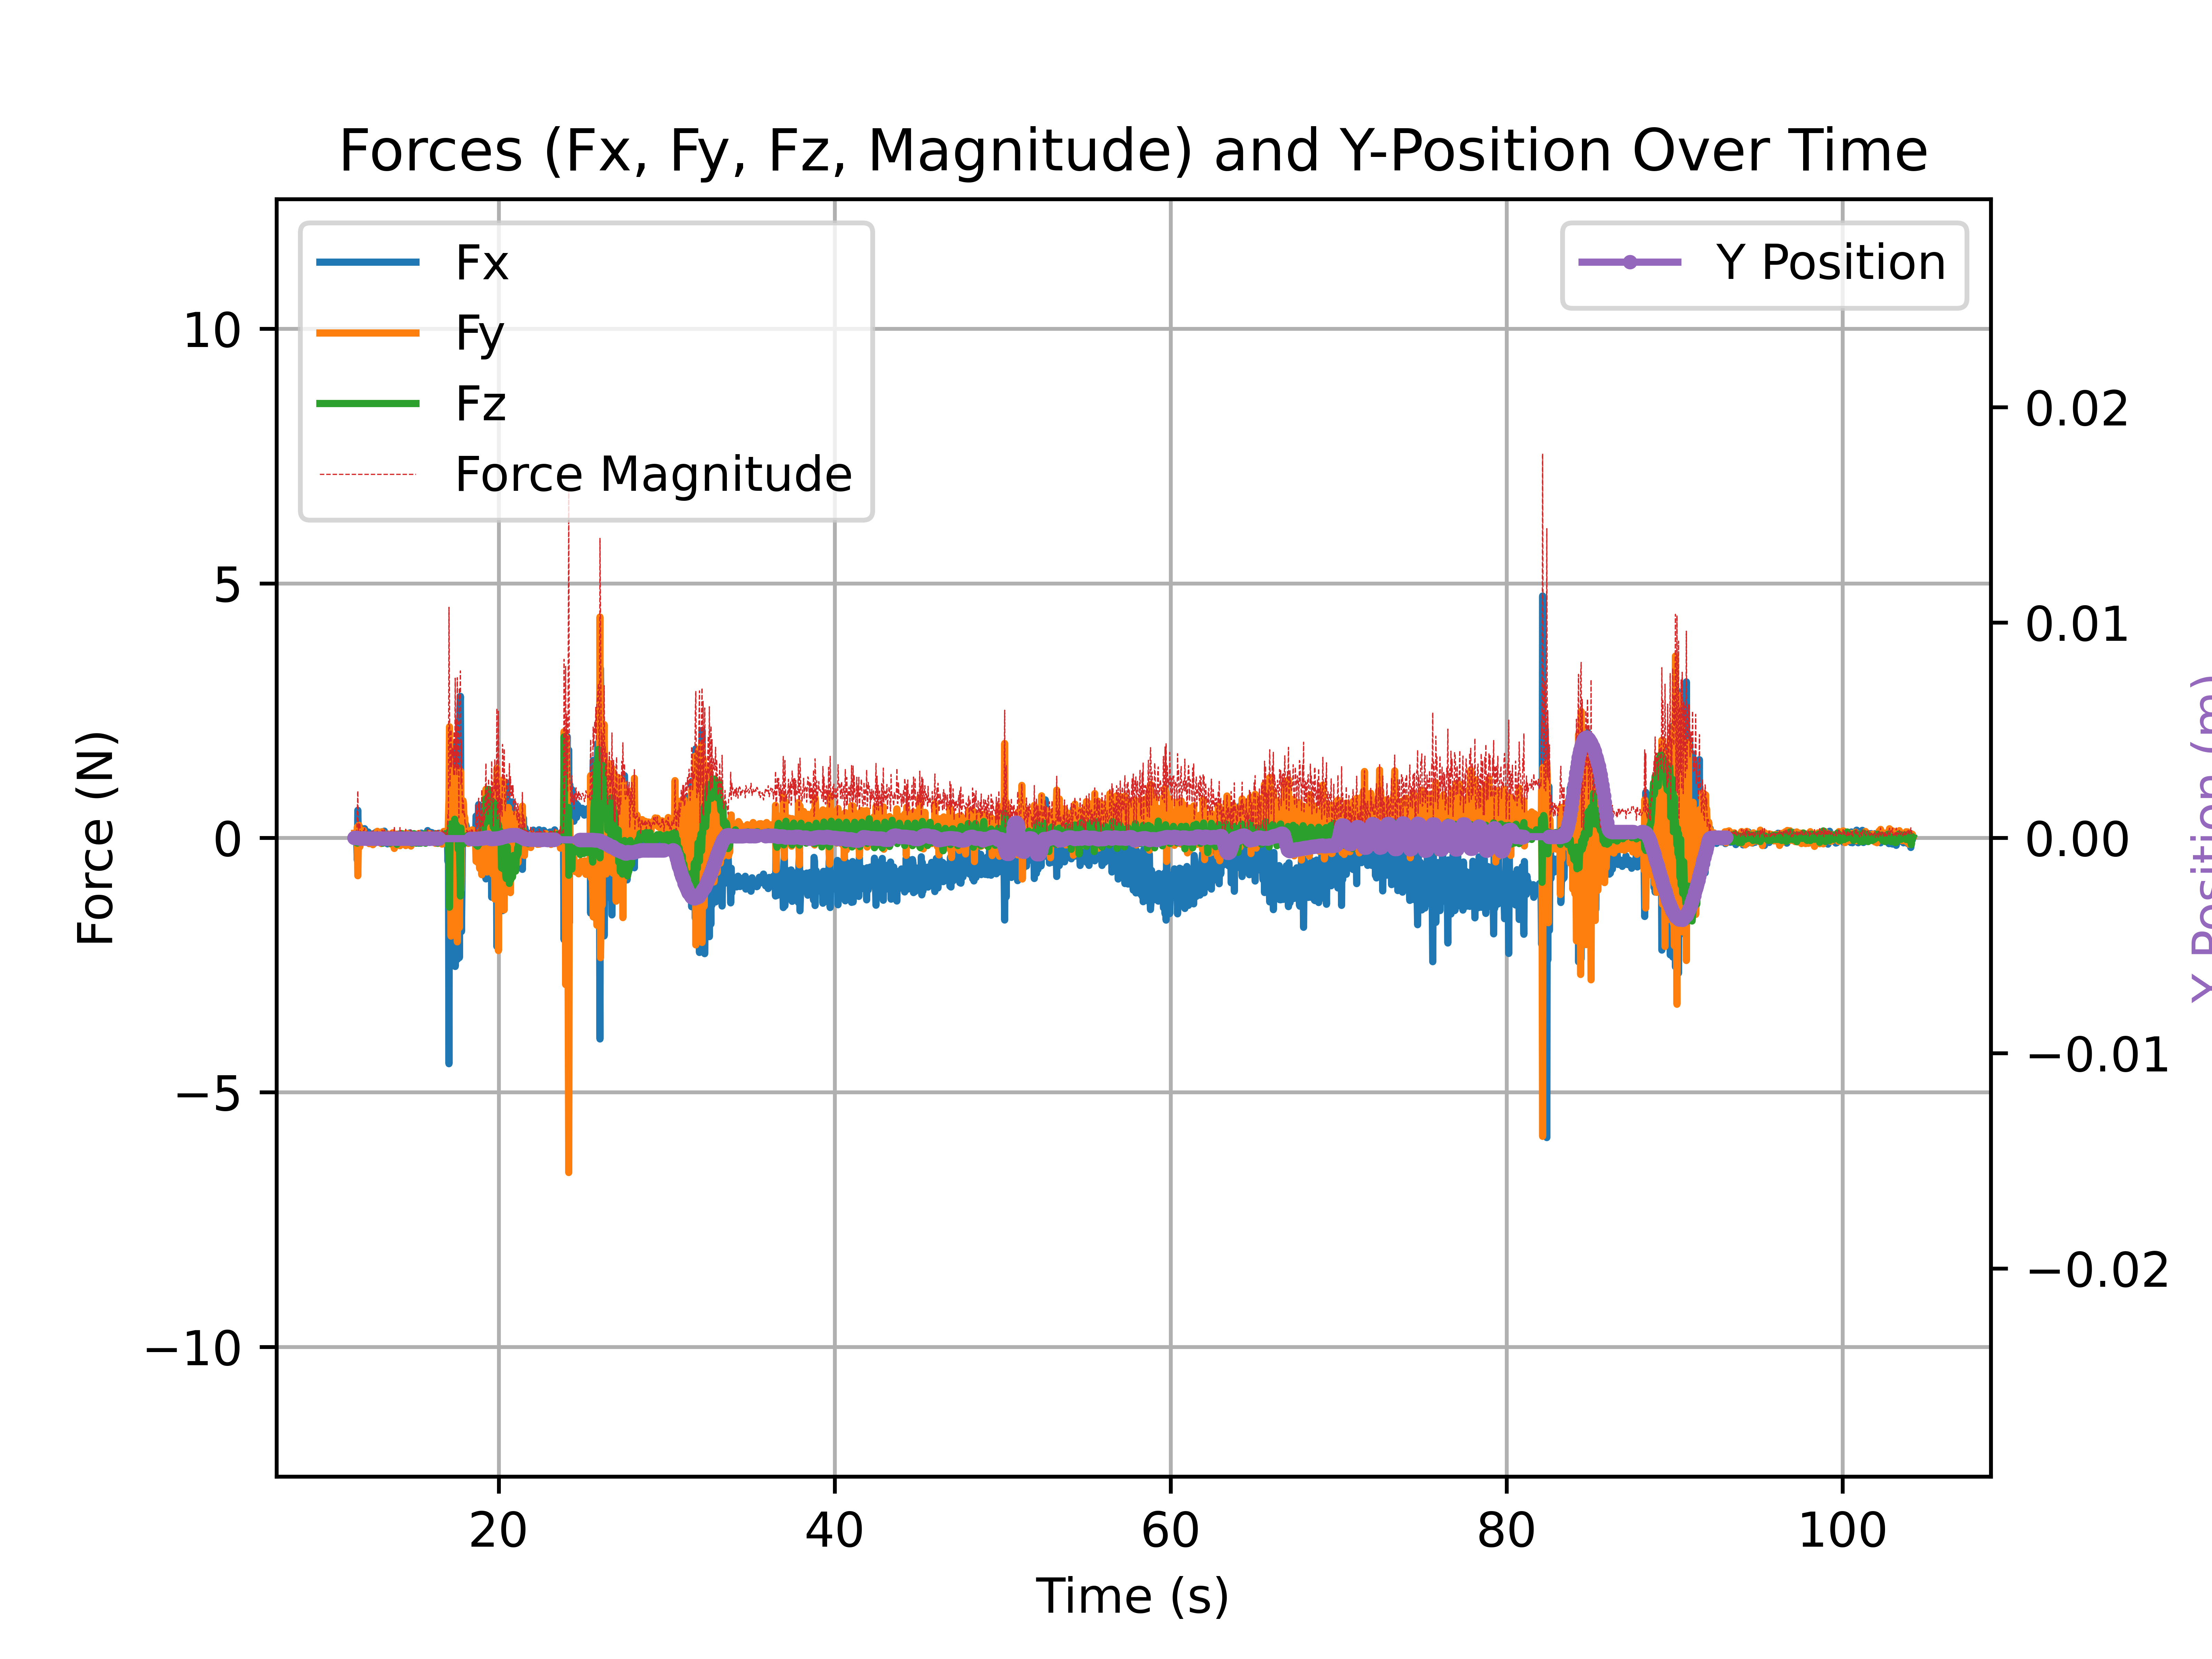 Forces (Fx, Fy, Fz, Magnitude) and Y-Position Over Time
Fx
Fy
Fz
Force Magnitude
Y Position
10
5
0
−5
−10
Force (N)
0.02
0.01
0.00
−0.01
−0.02
Y Position (m)
20
40
60
80
100
Time (s)